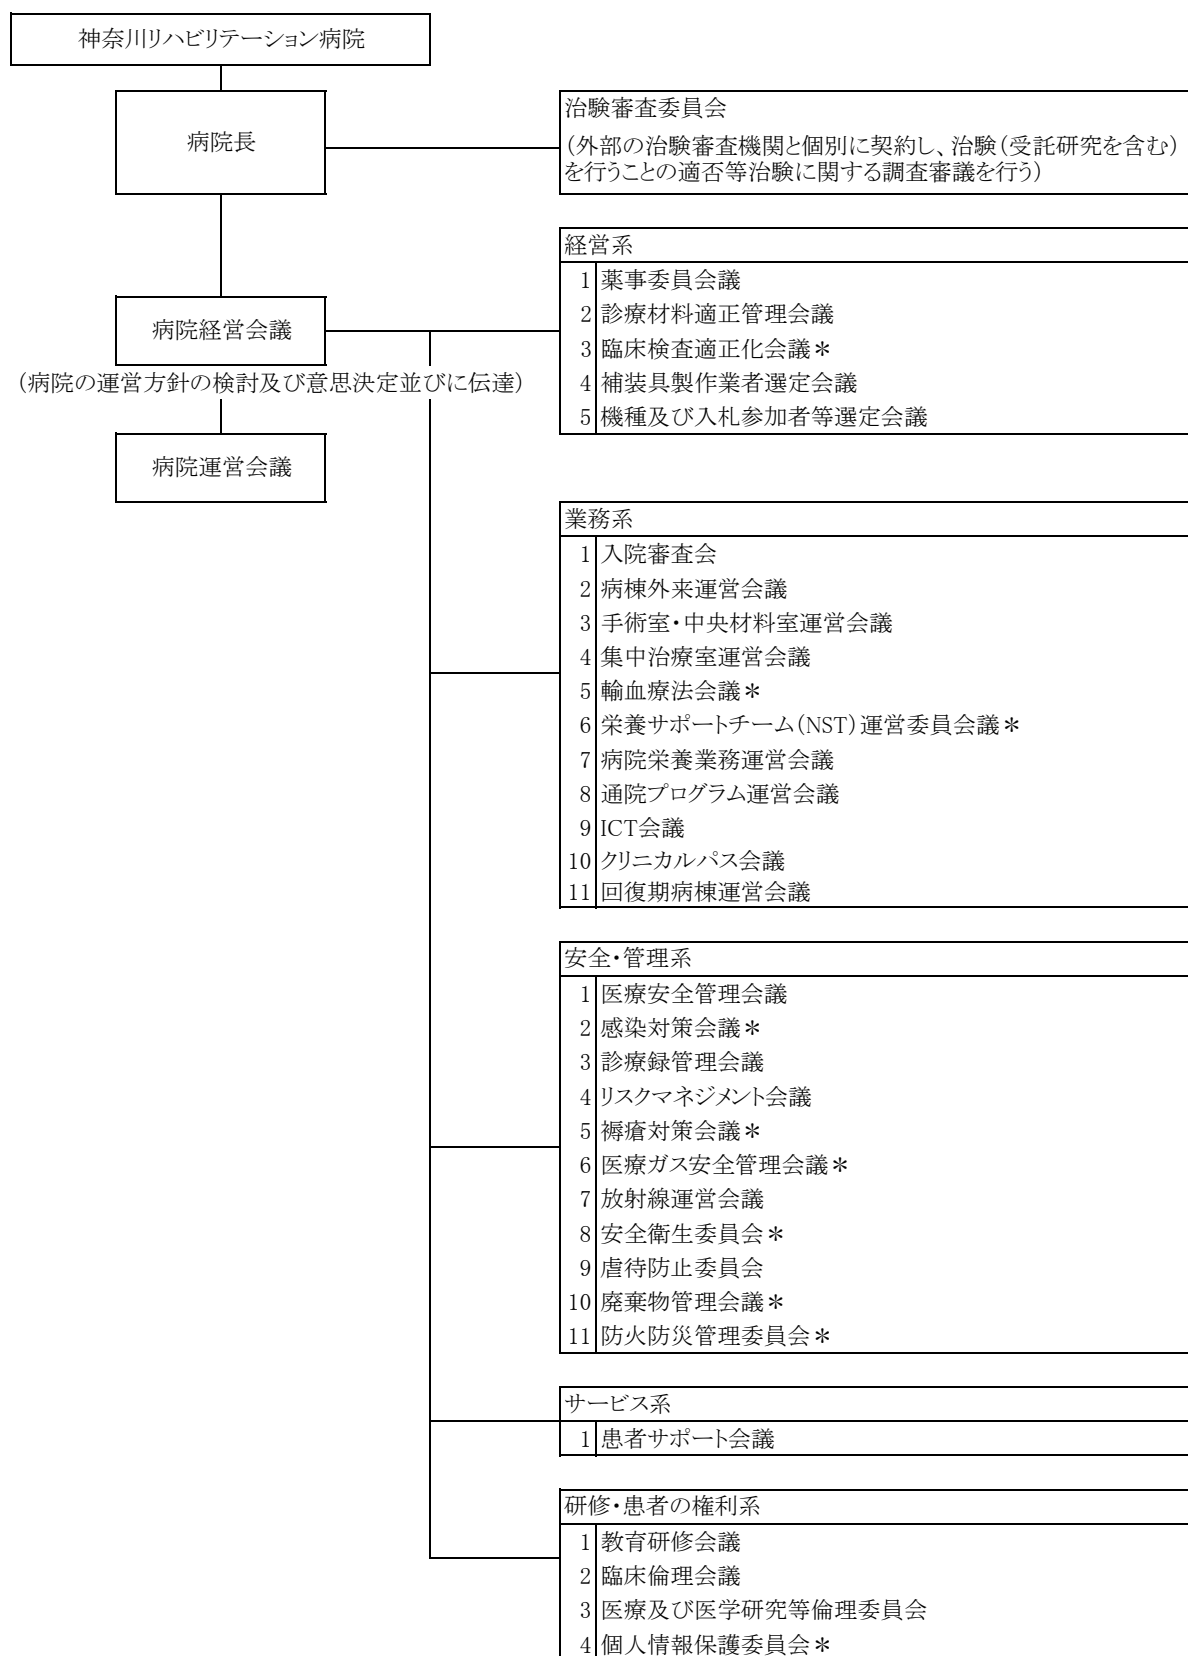 神奈川リハビリテーション病院
病院長
治験審査委員会
(外部の治験審査機関と個別に契約し、治験(受託研究を含む)
を行うことの適否等治験に関する調査審議を行う)
経営系
1 薬事委員会議
2 診療材料適正管理会議
3 臨床検査適正化会議＊
4 補装具製作業者選定会議
5 機種及び入札参加者等選定会議
病院経営会議
(病院の運営方針の検討及び意思決定並びに伝達)
病院運営会議
業務系
1 入院審査会
2 病棟外来運営会議
3 手術室・中央材料室運営会議
4 集中治療室運営会議
5 輸血療法会議＊
6 栄養サポートチーム(NST)運営委員会議＊
7 病院栄養業務運営会議
8 通院プログラム運営会議
9 ICT会議
10 クリニカルパス会議
11 回復期病棟運営会議
安全・管理系
1 医療安全管理会議
2 感染対策会議＊
3 診療録管理会議
4 リスクマネジメント会議
5 褥瘡対策会議＊
6 医療ガス安全管理会議＊
7 放射線運営会議
8 安全衛生委員会＊
9 虐待防止委員会
10 廃棄物管理会議＊
11 防火防災管理委員会＊
サービス系
1 患者サポート会議
研修・患者の権利系
1 教育研修会議
2 臨床倫理会議
3 医療及び医学研究等倫理委員会
4 個人情報保護委員会＊